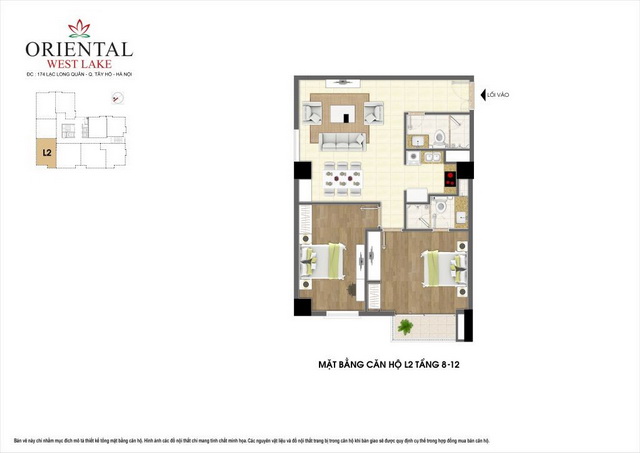 ORIENTAL
WEST LAKE
ĐC : 174 LẠC LONG QUÂN - Q. TÂY HỒ - HÀ NỘI
L2
LỐI VÀO
MẶT BẰNG CĂN HỘ L2 TẦNG 8-12
Bản vẽ này chỉ nhằm mục đích mô tả thiết kế tổng mặt bằng căn hộ. Hình ảnh các đồ nội thất chỉ mang tính chất minh họa. Các nguyên vật liệu và đồ nội thất trang bị trong căn hộ khi bàn giao sẽ được quy định cụ thể trong hợp đồng mua bán căn hộ.